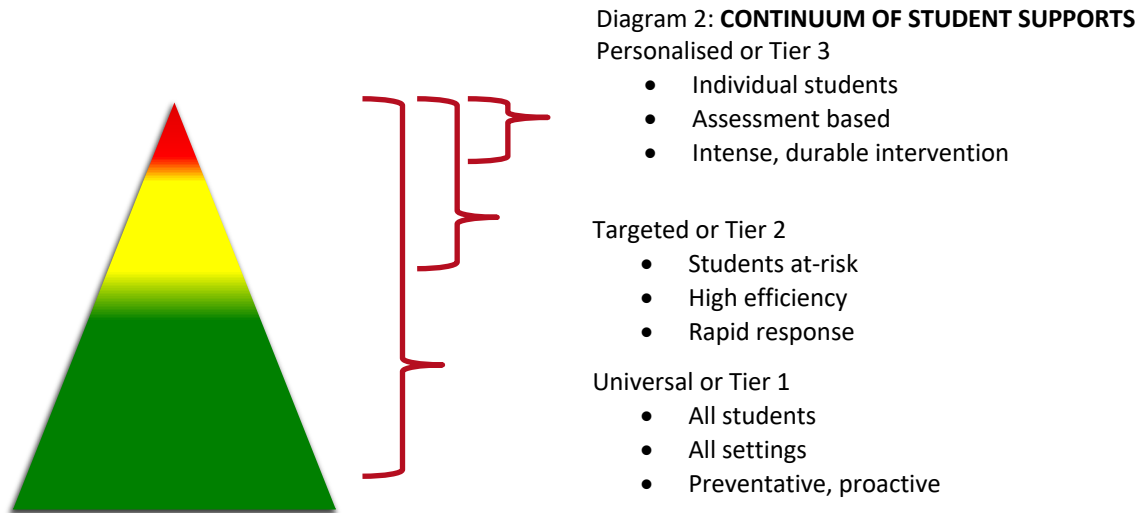 Diagram 2: CONTINUUM OF STUDENT SUPPORTS
Personalised or Tier 3
• Individual students
• Assessment based
• Intense, durable intervention
Targeted or Tier 2
• Students at-risk
• High efficiency
• Rapid response
Universal or Tier 1
• All students
• All settings
• Preventative, proactive